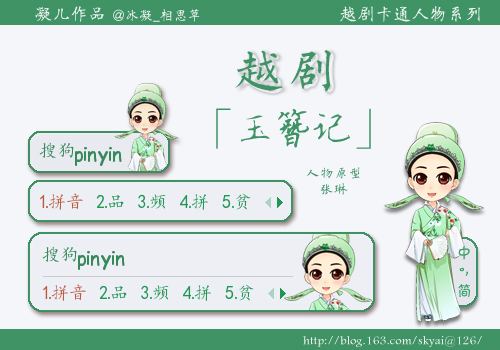 凝儿作品 @冰凝_相思草
越剧卡通人物系列
越剧
「玉簪记」
人物原型
张琳
搜狗pinyin
1.拼音 2.品 3.频 4.拼 5.贫
搜狗pinyin
1.拼音 2.品 3.频 4.拼 5.贫
中
°,
简
http://blog.163.com/skyai@126/